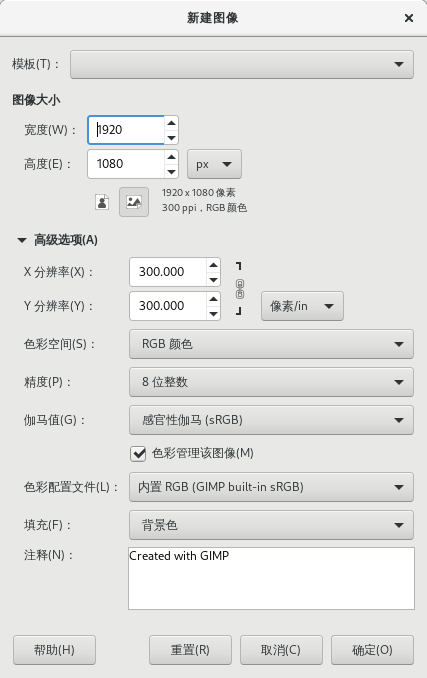 新建图像
模板(T)：
图像大小
宽度(W)： 1920
高度(E)： 1080 px
1920 x 1080 像素
300 ppi，RGB 颜色
高级选项(A)
X 分辨率(X)： 300.000
Y 分辨率(Y)： 300.000 像素/in
色彩空间(S)： RGB 颜色
精度(P)： 8 位整数
伽马值(G)： 感官性伽马 (sRGB)
色彩管理该图像(M)
色彩配置文件(L)： 内置 RGB (GIMP built-in sRGB)
填充(F)： 背景色
注释(N)： Created with GIMP
帮助(H) 重置(R) 取消(C) 确定(O)